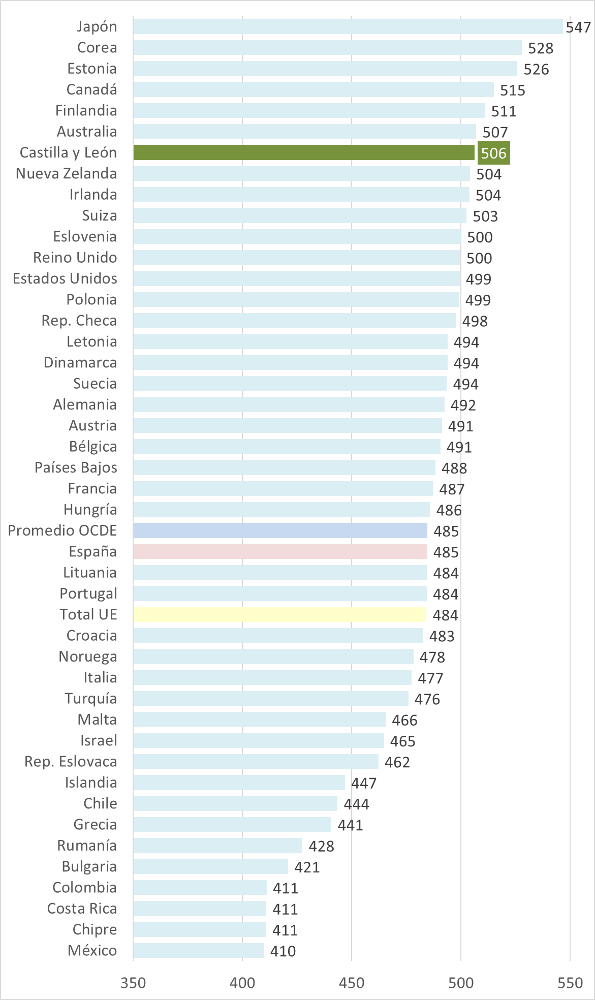 Japón 547
Corea 528
Estonia 526
Canadá 515
Finlandia 511
Australia 507
Castilla y León 506
Nueva Zelanda 504
Irlanda 504
Suiza 503
Eslovenia 500
Reino Unido 500
Estados Unidos 499
Polonia 499
Rep. Checa 498
Letonia 494
Dinamarca 494
Suecia 494
Alemania 492
Austria 491
Bélgica 491
Países Bajos 488
Francia 487
Hungría 486
Promedio OCDE 485
España 485
Lituania 484
Portugal 484
Total UE 484
Croacia 483
Noruega 478
Italia 477
Turquía 476
Malta 466
Israel 465
Rep. Eslovaca 462
Islandia 447
Chile 444
Grecia 441
Rumanía 428
Bulgaria 421
Colombia 411
Costa Rica 411
Chipre 411
México 410
350 400 450 500 550